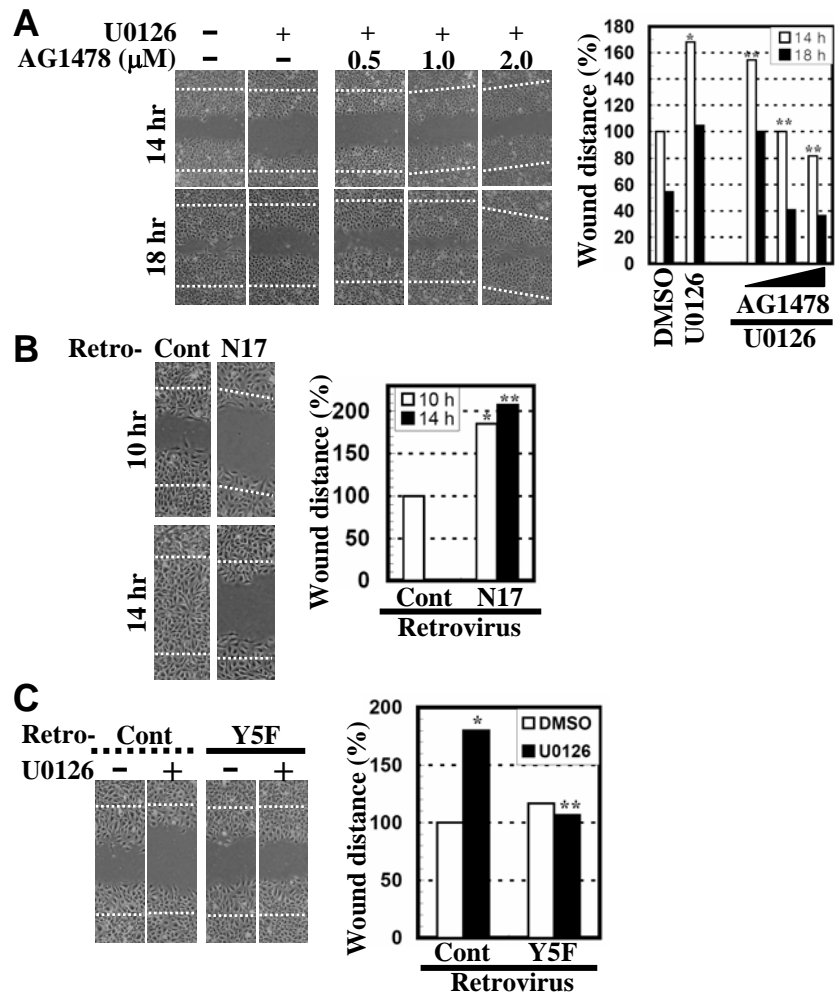 A
U0126 – + + + +
AG1478 (μM) – – 0.5 1.0 2.0
14 hr
18 hr
Wound distance (%)
180
160
140
120
100
80
60
40
20
0
14 h
18 h
*
**
**
**
DMSO
U0126
AG1478
U0126
B
Retro- Cont N17
10 hr
14 hr
Wound distance (%)
200
150
100
50
0
10 h
14 h
*
**
Cont N17
Retrovirus
C
Retro- Cont Y5F
U0126 – + – +
Wound distance (%)
200
150
100
50
0
DMSO
U0126
*
**
Cont Y5F
Retrovirus